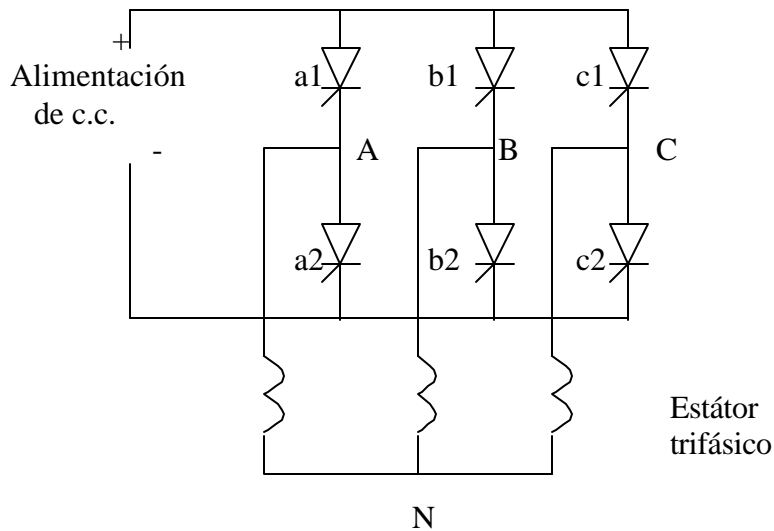 +
Alimentación
de c.c.
-
a1
b1
c1
A
B
C
a2
b2
c2
Estátor
trifásico
N